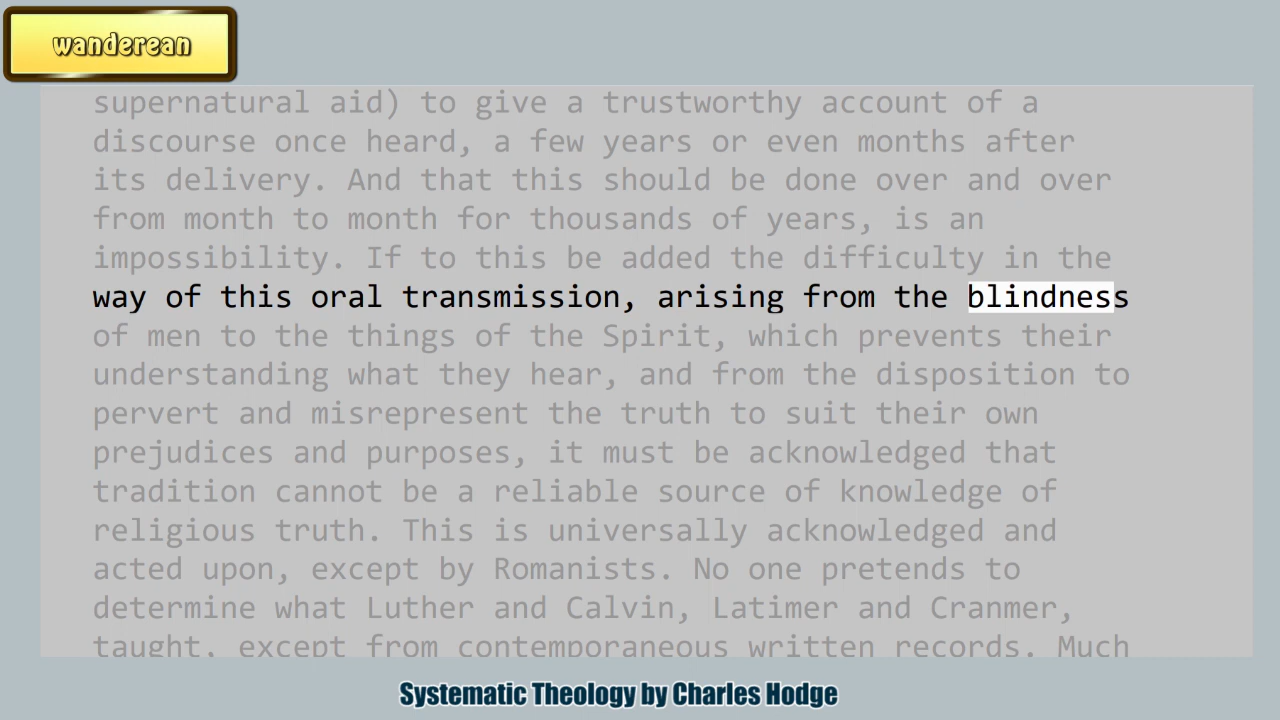 wanderean
supernatural aid) to give a trustworthy account of a
discourse once heard, a few years or even months after
its delivery. And that this should be done over and over
from month to month for thousands of years, is an
impossibility. If to this be added the difficulty in the
way of this oral transmission, arising from the blindness
of men to the things of the Spirit, which prevents their
understanding what they hear, and from the disposition to
pervert and misrepresent the truth to suit their own
prejudices and purposes, it must be acknowledged that
tradition cannot be a reliable source of knowledge of
religious truth. This is universally acknowledged and
acted upon, except by Romanists. No one pretends to
determine what Luther and Calvin, Latimer and Cranmer,
taught, except from contemporaneous written records. Much
Systematic Theology by Charles Hodge